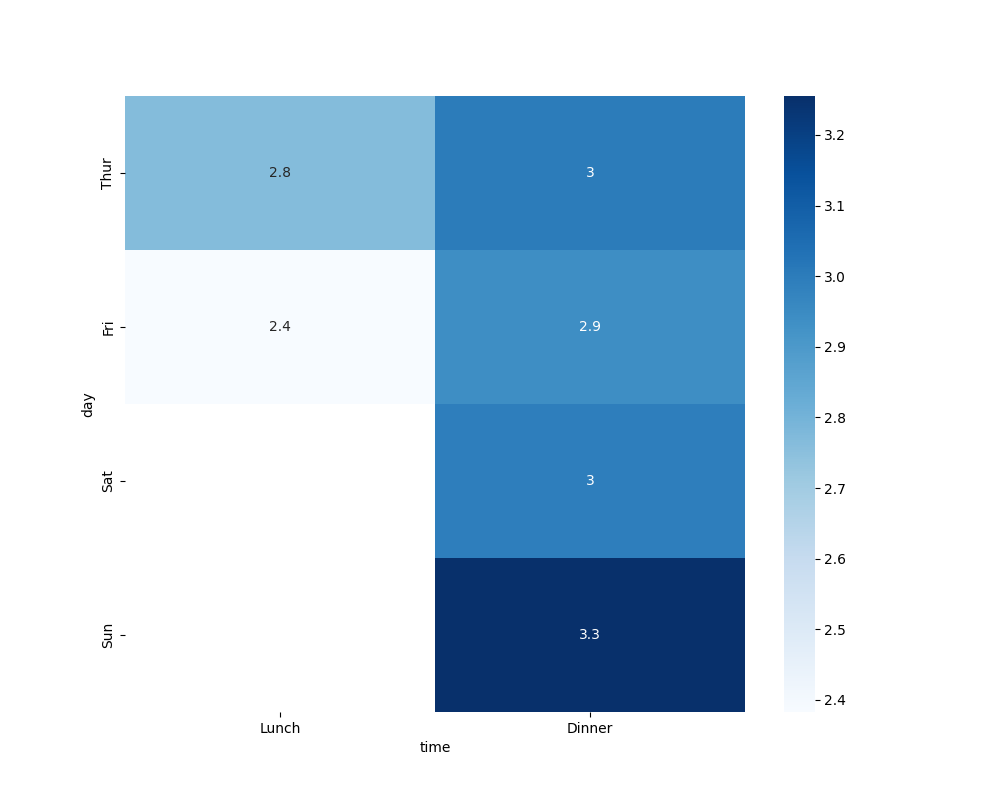 Thur
2.8
3
3.2
3.1
3.0
Fri
2.4
2.9
2.9
day
2.8
Sat
3
2.7
2.6
Sun
3.3
2.5
2.4
Lunch
Dinner
time